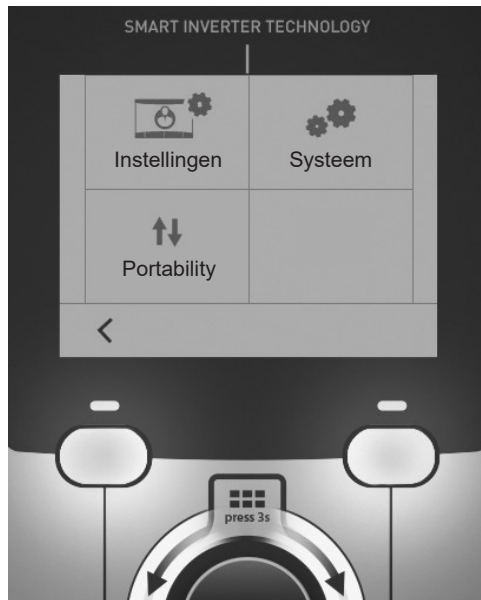 SMART INVERTER TECHNOLOGY
Instellingen
Systeem
Portability
press 3s